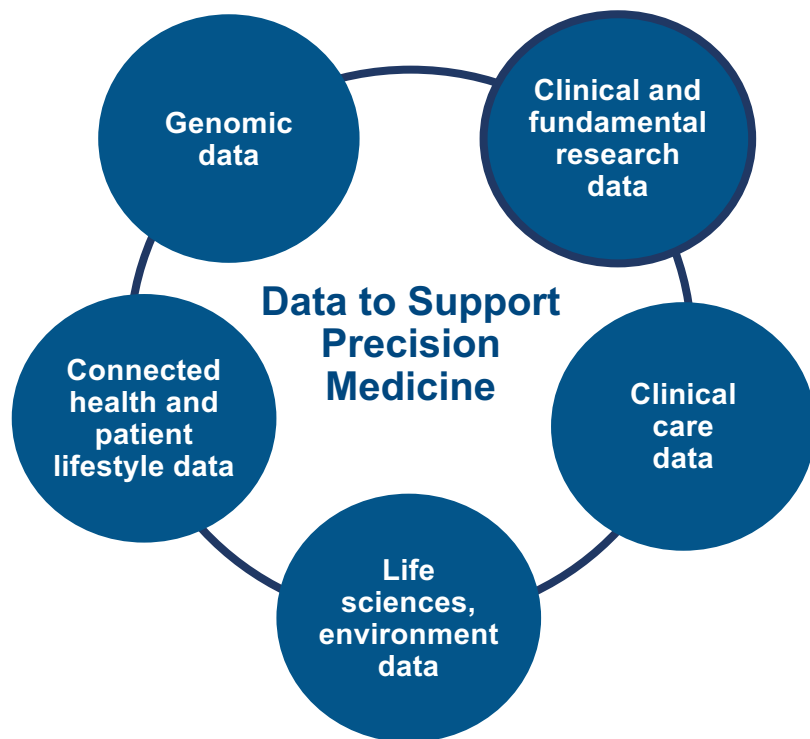 Genomic
data
Clinical and
fundamental
research
data
Data to Support
Precision
Medicine
Connected
health and
patient
lifestyle data
Clinical
care
data
Life
sciences,
environment
data